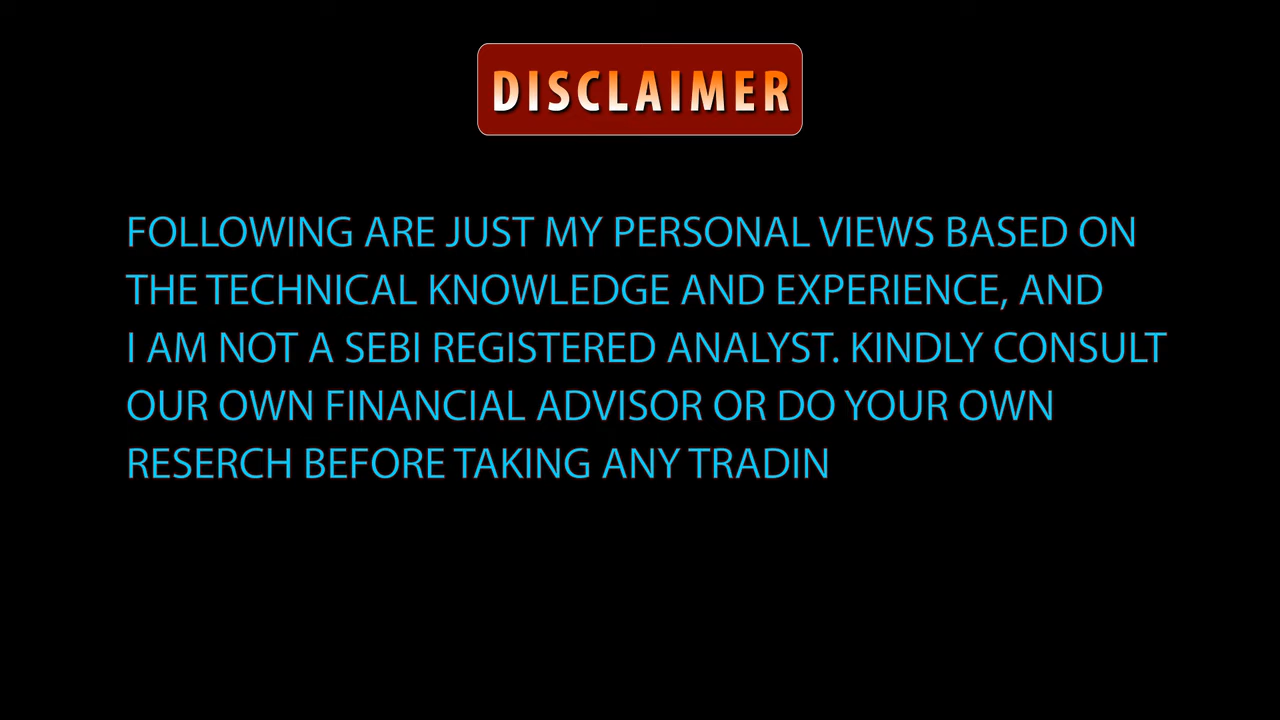 DISCLAIMER
FOLLOWING ARE JUST MY PERSONAL VIEWS BASED ON
THE TECHNICAL KNOWLEDGE AND EXPERIENCE, AND
I AM NOT A SEBI REGISTERED ANALYST. KINDLY CONSULT
OUR OWN FINANCIAL ADVISOR OR DO YOUR OWN
RESERCH BEFORE TAKING ANY TRADIN